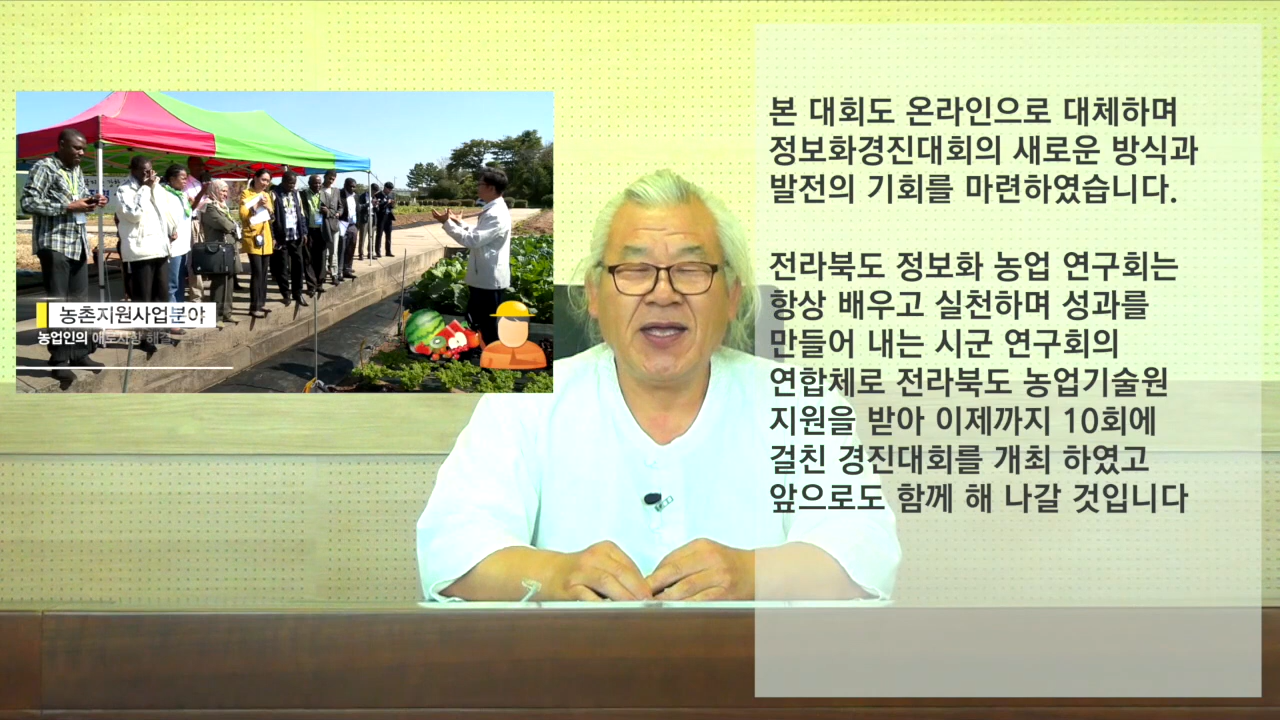 본 대회도 온라인으로 대체하며
정보화경진대회의 새로운 방식과
발전의 기회를 마련하였습니다.
전라북도 정보화 농업 연구회는
항상 배우고 실천하며 성과를
만들어 내는 시군 연구회의
연합체로 전라북도 농업기술원
지원을 받아 이제까지 10회에
걸친 경진대회를 개최 하였고
앞으로도 함께 해 나갈 것입니다
농촌지원사업분야
농업인의 애로사항 해결